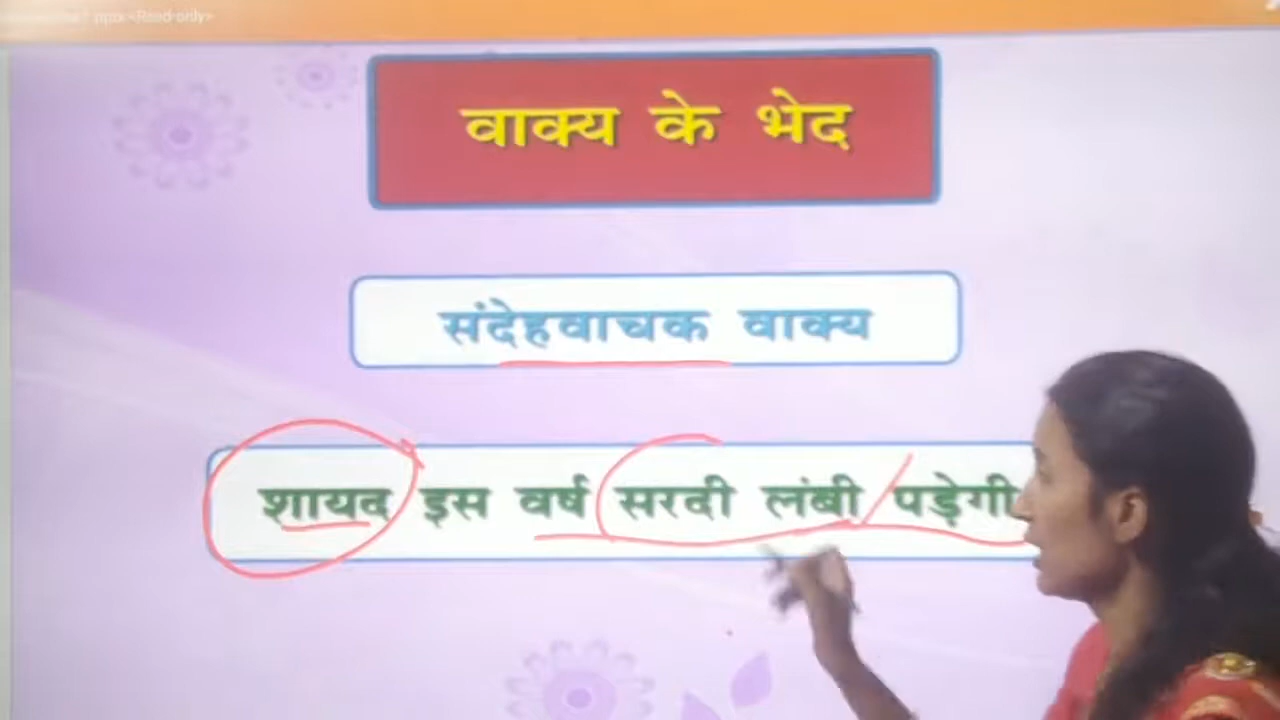 वाक्य के भेद
संदेहवाचक वाक्य
शायद इस वर्ष सरदी लंबी पड़ेगी